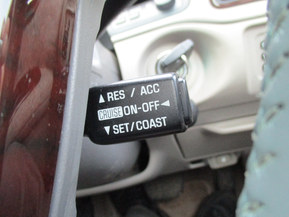 ▲ RES / ACC
CRUISE ON-OFF ◀
▼ SET/COAST